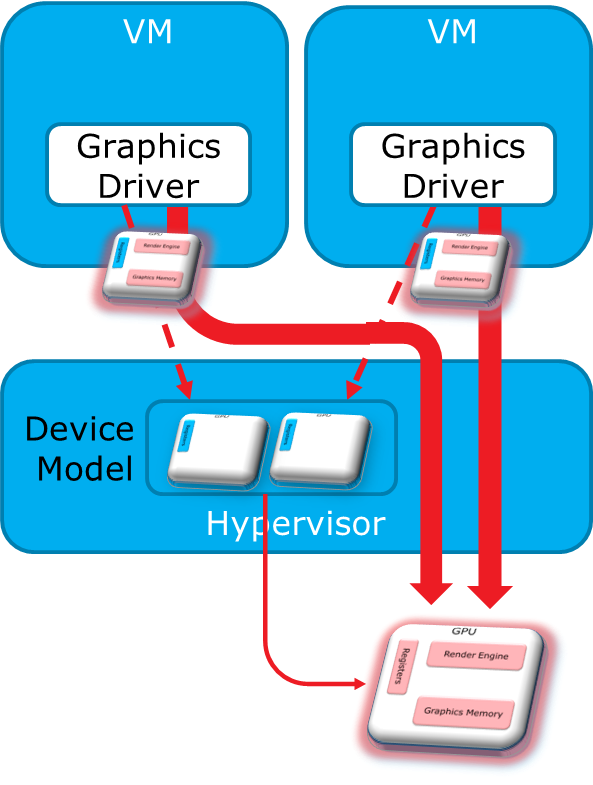 VM
VM
Graphics
Driver
Graphics
Driver
GPU
Registers
Render Engine
Graphics Memory
GPU
Registers
Render Engine
Graphics Memory
Device
Model
GPU
Registers
GPU
Registers
Hypervisor
GPU
Registers
Render Engine
Graphics Memory